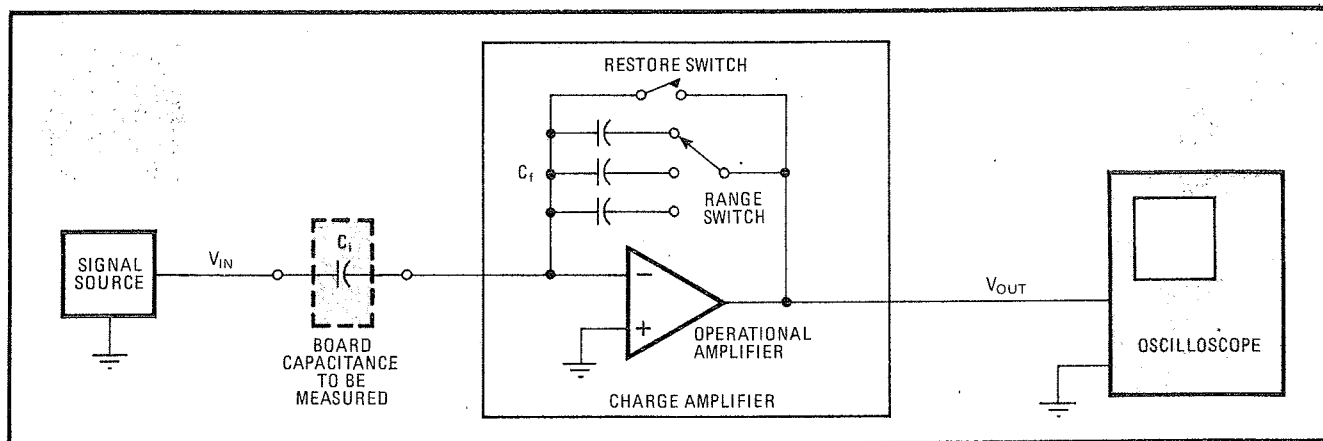 RESTORE SWITCH
C_f
RANGE
SWITCH
SIGNAL
SOURCE
V_IN
C_i
BOARD
CAPACITANCE
TO BE
MEASURED
−
+
OPERATIONAL
AMPLIFIER
CHARGE AMPLIFIER
V_OUT
OSCILLOSCOPE